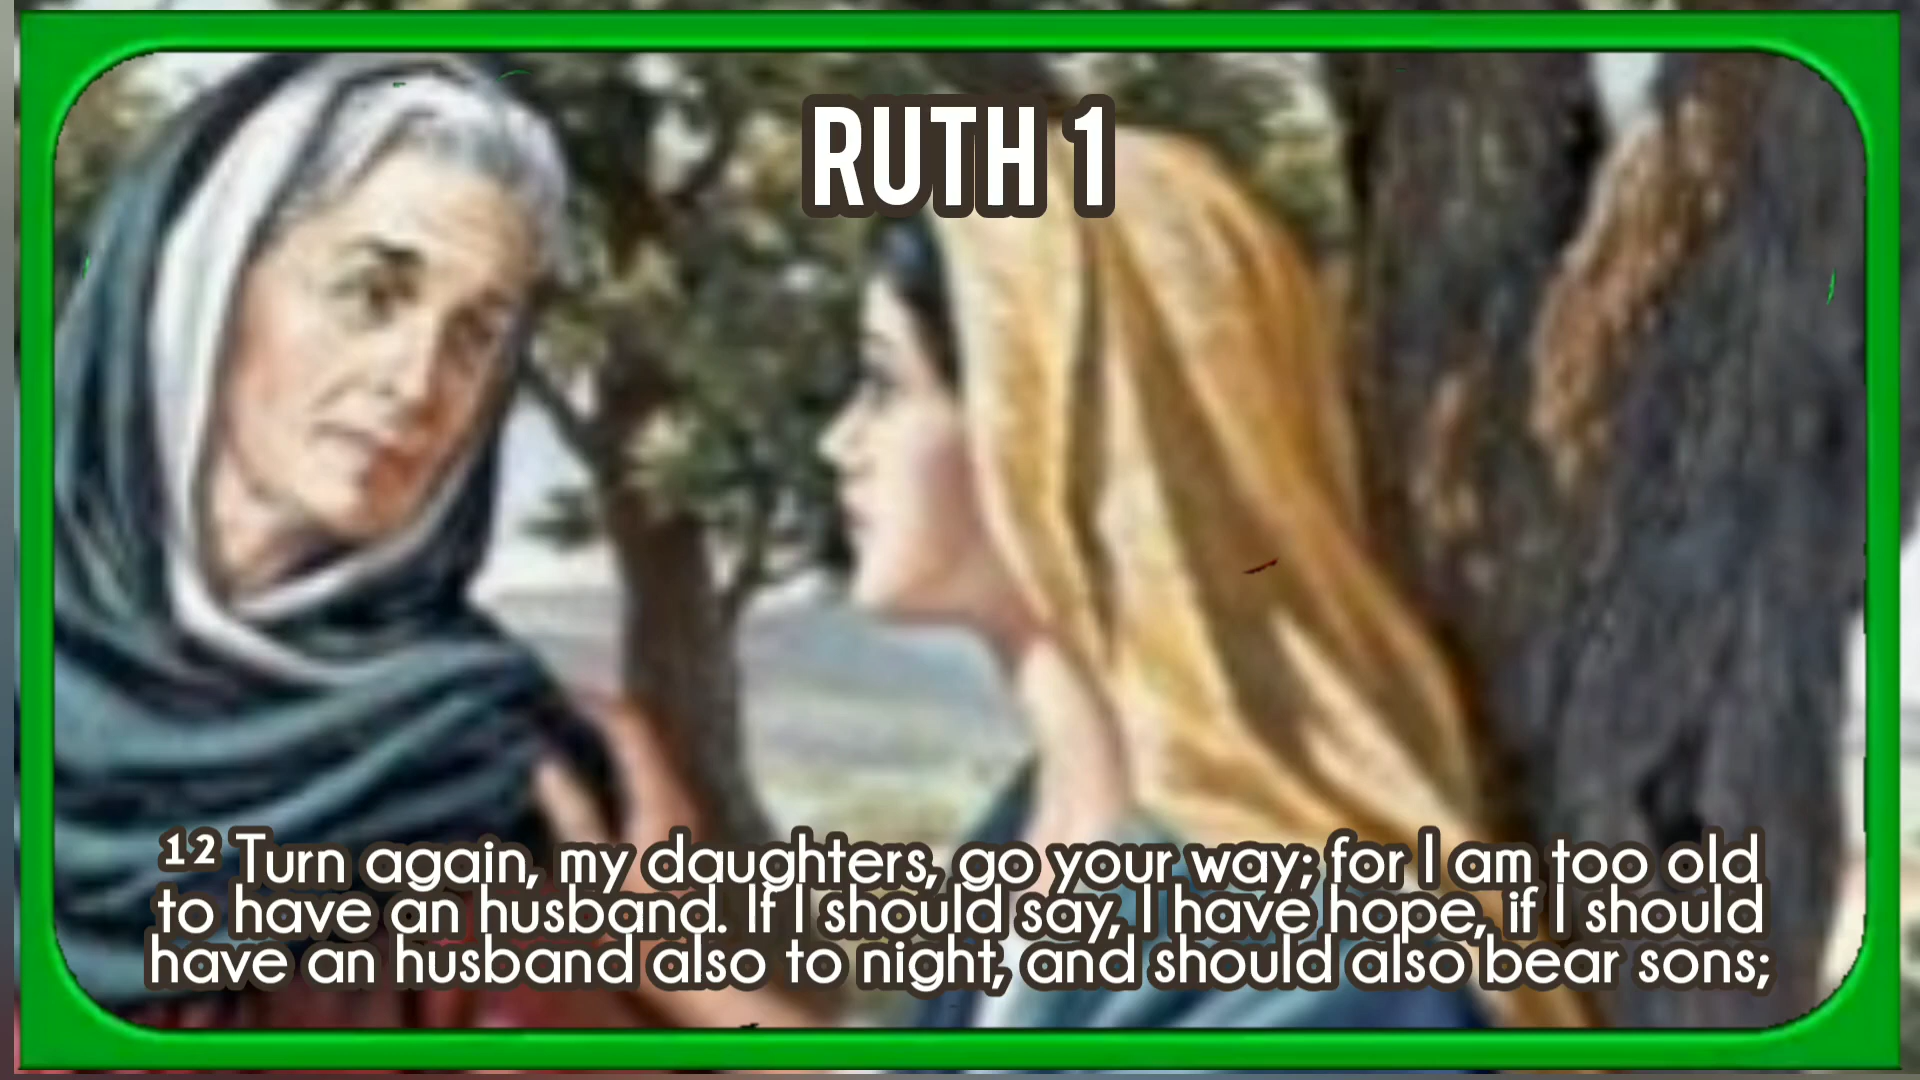 RUTH 1
¹² Turn again, my daughters, go your way; for I am too old
to have an husband. If I should say, I have hope, if I should
have an husband also to night, and should also bear sons;